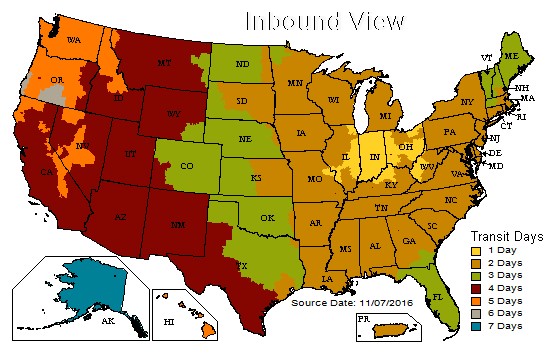 Inbound View
WA
OR
ID
MT
WY
NV
CA
UT
CO
AZ
NM
ND
SD
NE
KS
OK
TX
MN
IA
MO
AR
LA
WI
IL
IN
MI
OH
KY
TN
MS
AL
GA
FL
SC
NC
VA
WV
PA
NY
VT
ME
NH
MA
RI
CT
NJ
DE
MD
AK
HI
PR
Source Date: 11/07/2016
Transit Days
1 Day
2 Days
3 Days
4 Days
5 Days
6 Days
7 Days